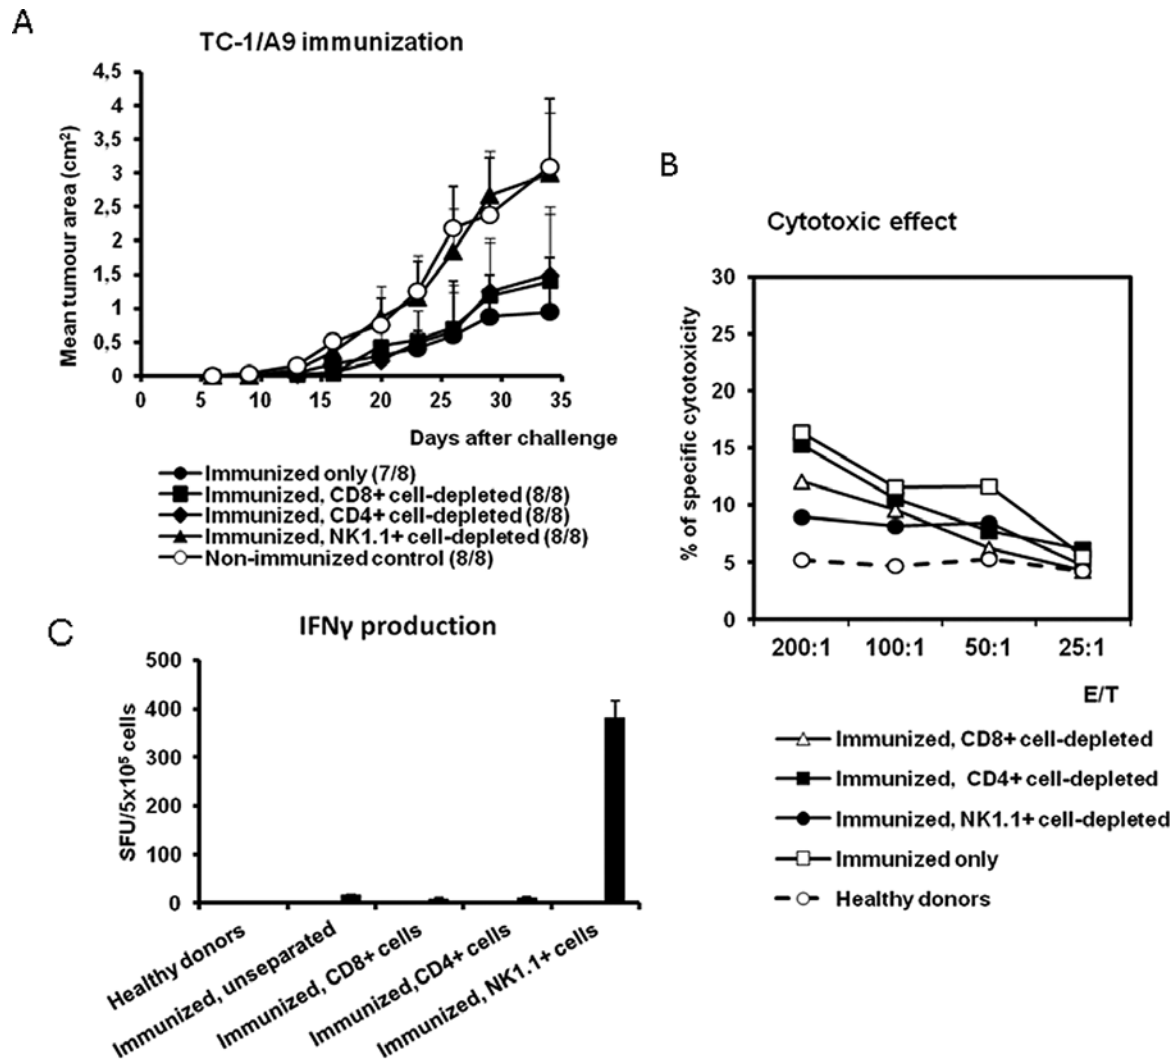 A
TC-1/A9 immunization
4,5
4
3,5
3
2,5
2
1,5
1
0,5
0
Mean tumour area (cm²)
0 5 10 15 20 25 30 35
Days after challenge
Immunized only (7/8)
Immunized, CD8+ cell-depleted (8/8)
Immunized, CD4+ cell-depleted (8/8)
Immunized, NK1.1+ cell-depleted (8/8)
Non-immunized control (8/8)
B
Cytotoxic effect
30
25
20
15
10
5
0
% of specific cytotoxicity
200:1 100:1 50:1 25:1
E/T
Immunized, CD8+ cell-depleted
Immunized, CD4+ cell-depleted
Immunized, NK1.1+ cell-depleted
Immunized only
Healthy donors
C
IFNγ production
500
400
300
200
100
0
SFU/5x10⁵ cells
Healthy donors
Immunized, unseparated
Immunized, CD8+ cells
Immunized,CD4+ cells
Immunized, NK1.1+ cells